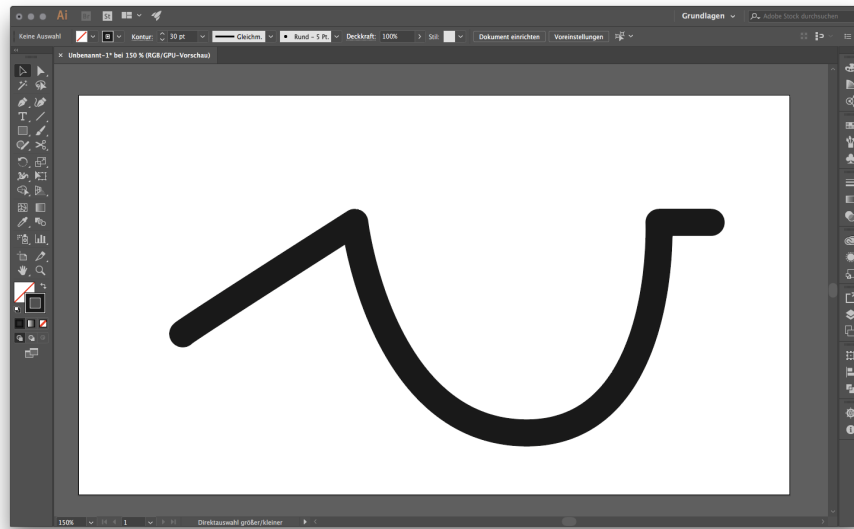 Ai Br St Grundlagen Adobe Stock durchsuchen
Keine Auswahl Kontur: 30 pt Gleichm. Rund - 5 Pt. Deckkraft: 100% Stil: Dokument einrichten Voreinstellungen
× Unbenannt-1* bei 150 % (RGB/GPU-Vorschau)
T
150% 1 Direktauswahl größer/kleiner